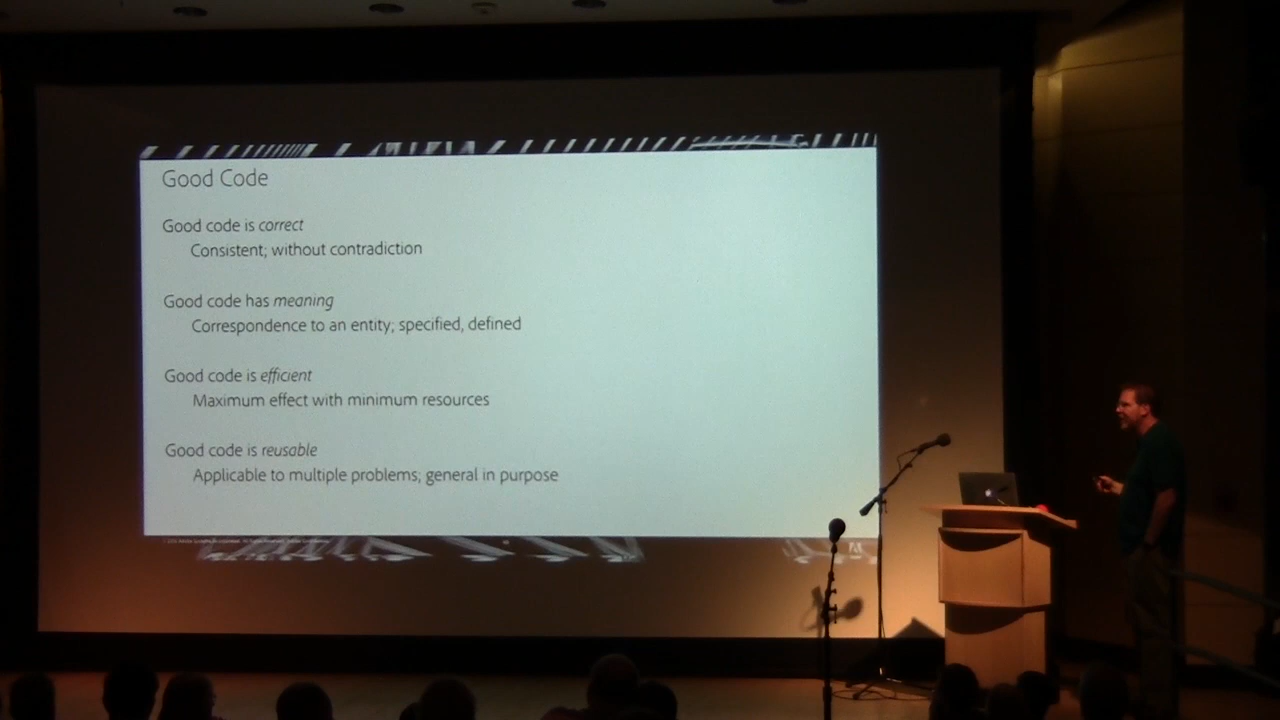 Good Code
Good code is correct
Consistent; without contradiction
Good code has meaning
Correspondence to an entity; specified, defined
Good code is efficient
Maximum effect with minimum resources
Good code is reusable
Applicable to multiple problems; general in purpose